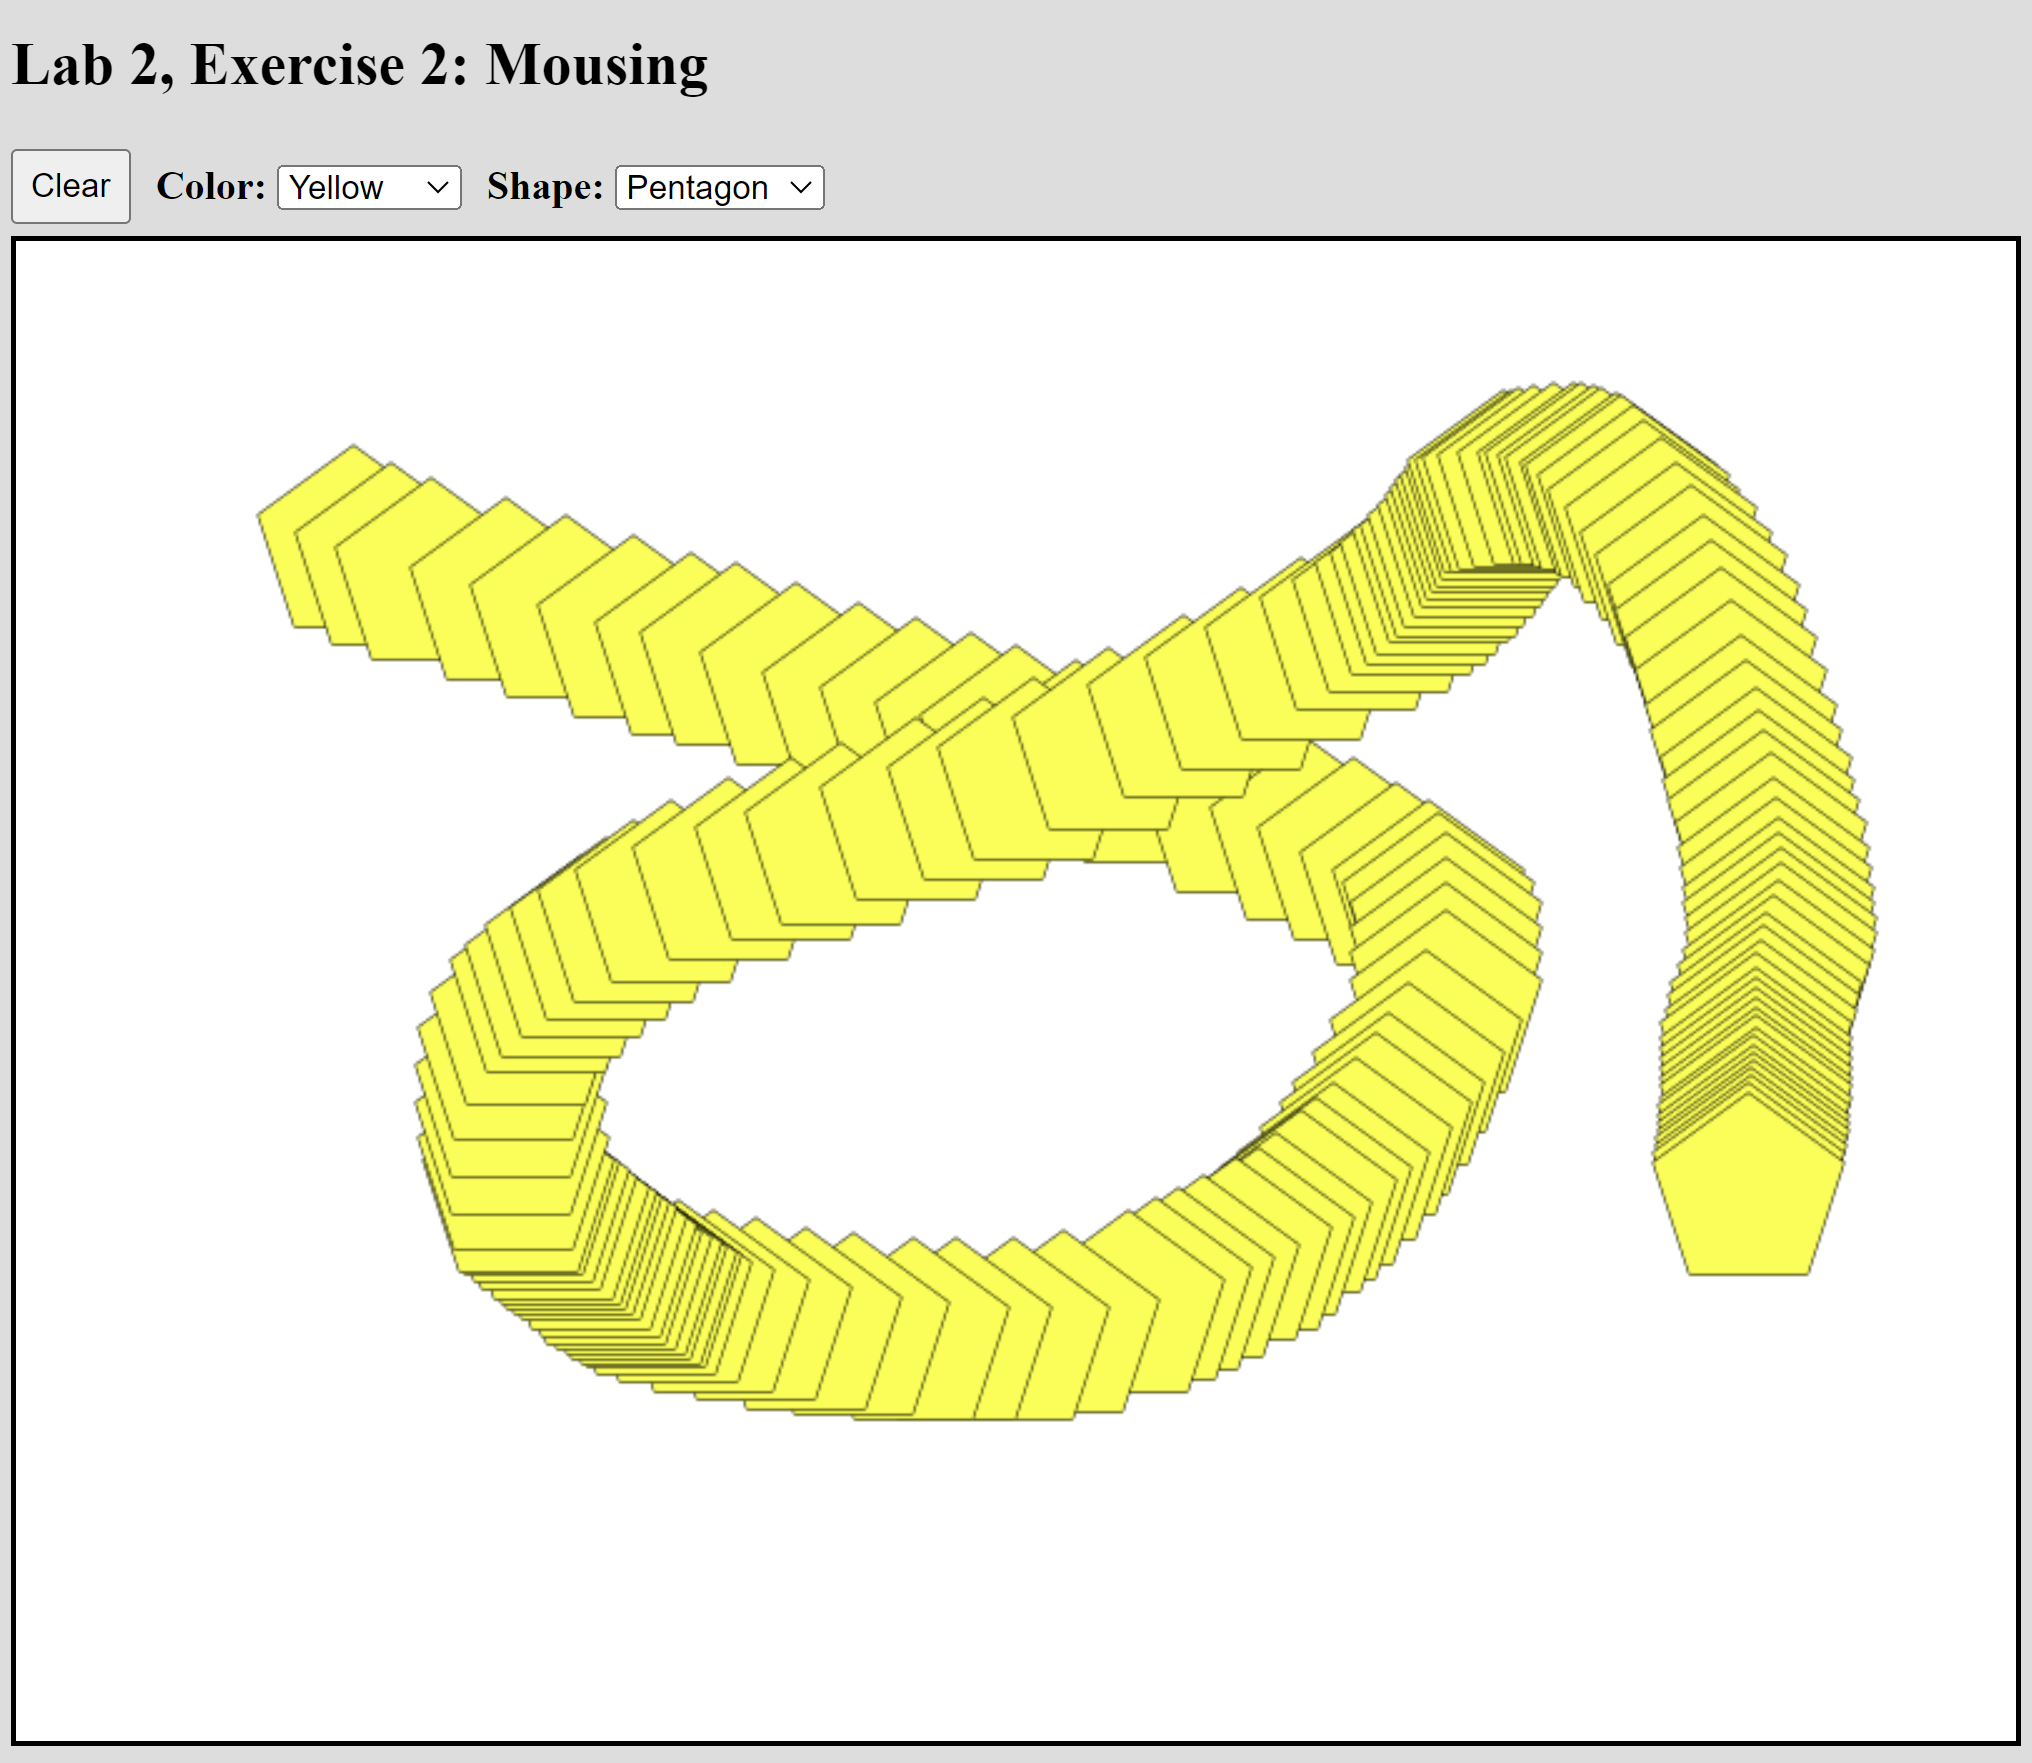 Lab 2, Exercise 2: Mousing
Clear Color: Yellow Shape: Pentagon